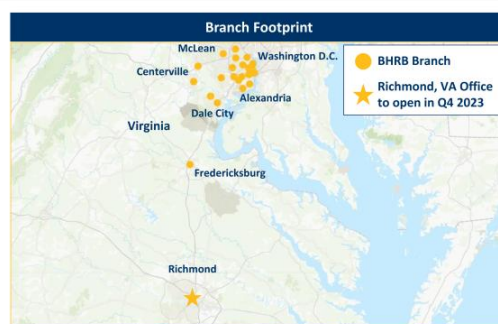 Branch Footprint
McLean
Washington D.C.
Centerville
Alexandria
Dale City
Virginia
Fredericksburg
Richmond
BHRB Branch
Richmond, VA Office
to open in Q4 2023